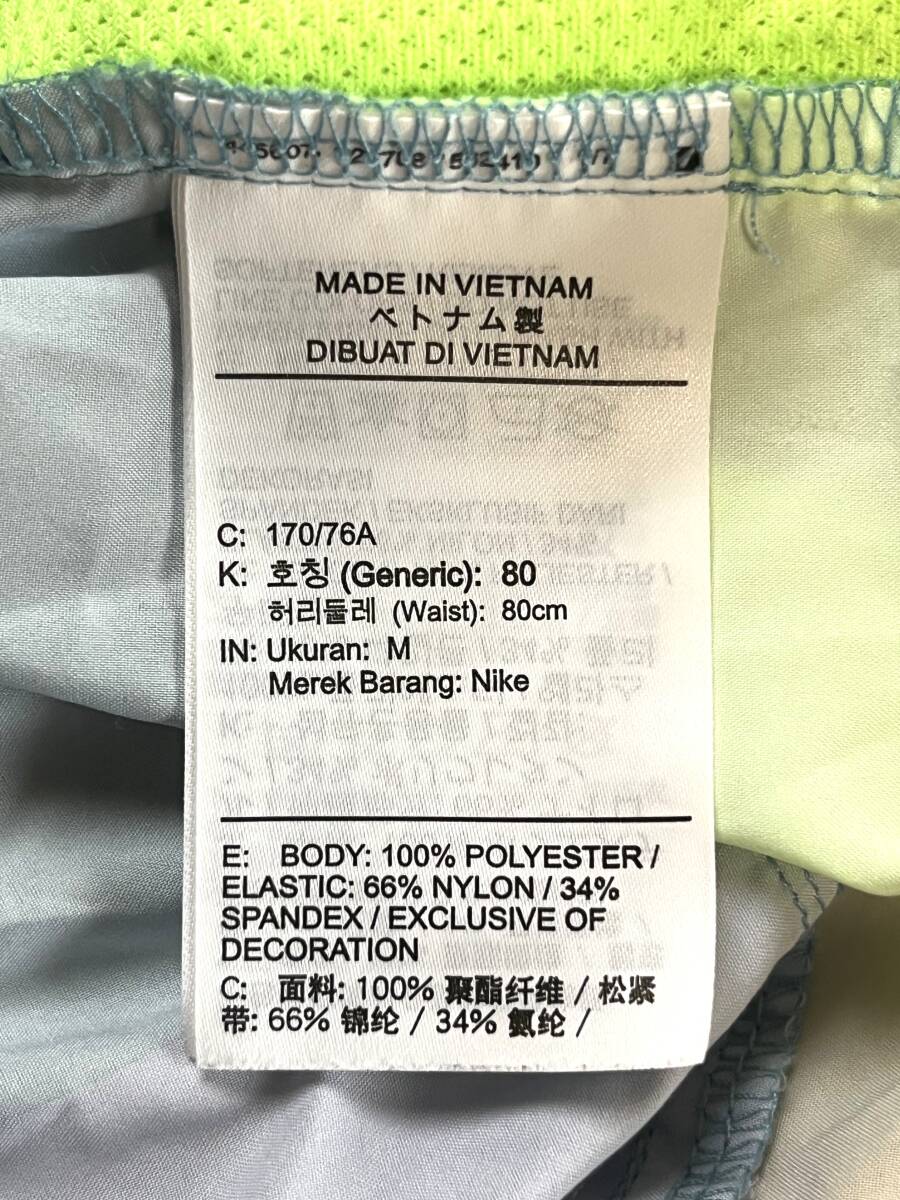 MADE IN VIETNAM
ベトナム製
DIBUAT DI VIETNAM
C: 170/76A
K: 호칭 (Generic): 80
허리둘레 (Waist): 80cm
IN: Ukuran: M
Merek Barang: Nike
E: BODY: 100% POLYESTER /
ELASTIC: 66% NYLON / 34%
SPANDEX / EXCLUSIVE OF
DECORATION
C: 面料: 100% 聚酯纤维 / 松紧
带: 66% 锦纶 / 34% 氨纶 /